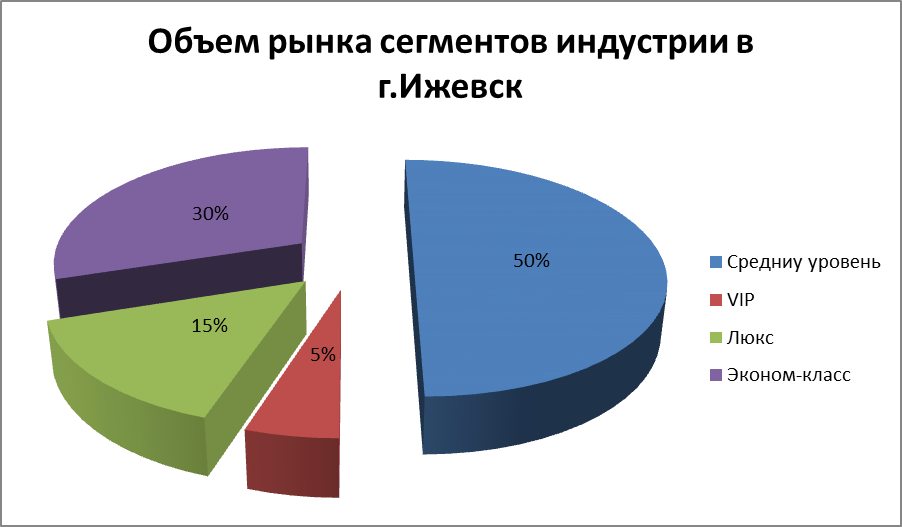 Объем рынка сегментов индустрии в
г.Ижевск
30%
50%
15%
5%
Средниу уровень
VIP
Люкс
Эконом-класс